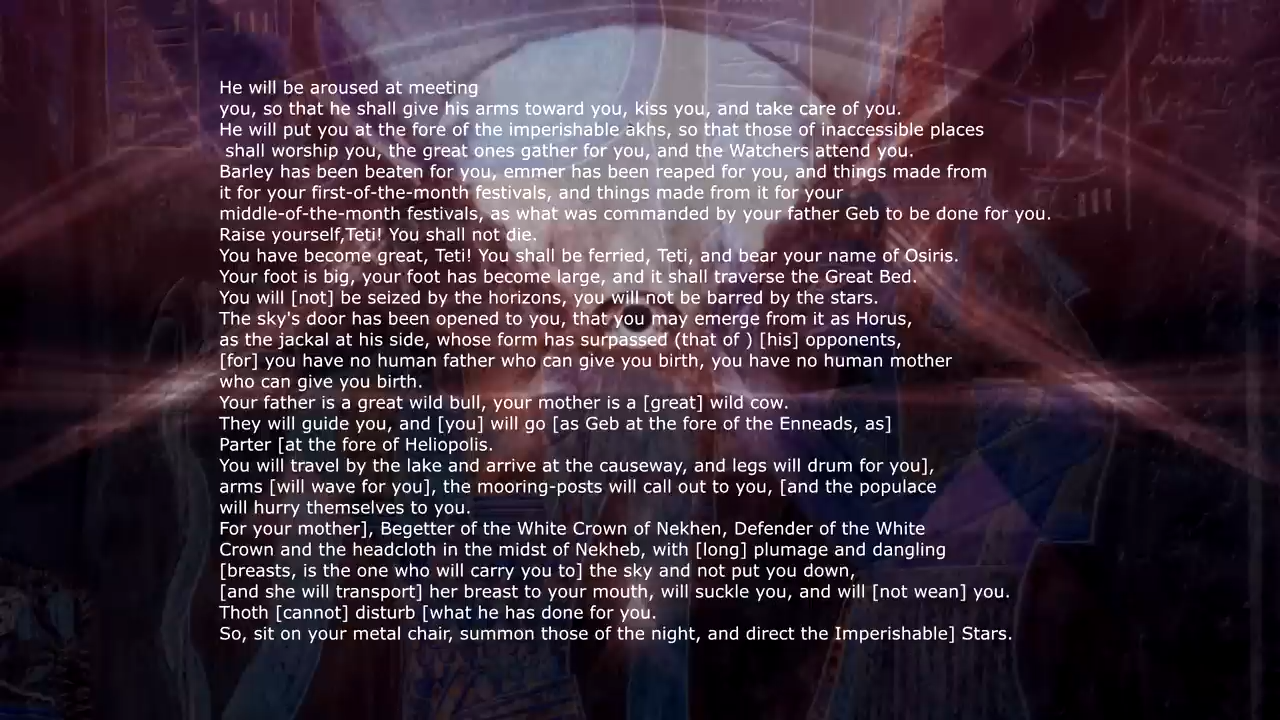 He will be aroused at meeting
you, so that he shall give his arms toward you, kiss you, and take care of you.
He will put you at the fore of the imperishable akhs, so that those of inaccessible places
shall worship you, the great ones gather for you, and the Watchers attend you.
Barley has been beaten for you, emmer has been reaped for you, and things made from
it for your first-of-the-month festivals, and things made from it for your
middle-of-the-month festivals, as what was commanded by your father Geb to be done for you.
Raise yourself,Teti! You shall not die.
You have become great, Teti! You shall be ferried, Teti, and bear your name of Osiris.
Your foot is big, your foot has become large, and it shall traverse the Great Bed.
You will [not] be seized by the horizons, you will not be barred by the stars.
The sky's door has been opened to you, that you may emerge from it as Horus,
as the jackal at his side, whose form has surpassed (that of ) [his] opponents,
[for] you have no human father who can give you birth, you have no human mother
who can give you birth.
Your father is a great wild bull, your mother is a [great] wild cow.
They will guide you, and [you] will go [as Geb at the fore of the Enneads, as]
Parter [at the fore of Heliopolis.
You will travel by the lake and arrive at the causeway, and legs will drum for you],
arms [will wave for you], the mooring-posts will call out to you, [and the populace
will hurry themselves to you.
For your mother], Begetter of the White Crown of Nekhen, Defender of the White
Crown and the headcloth in the midst of Nekheb, with [long] plumage and dangling
[breasts, is the one who will carry you to] the sky and not put you down,
[and she will transport] her breast to your mouth, will suckle you, and will [not wean] you.
Thoth [cannot] disturb [what he has done for you.
So, sit on your metal chair, summon those of the night, and direct the Imperishable] Stars.